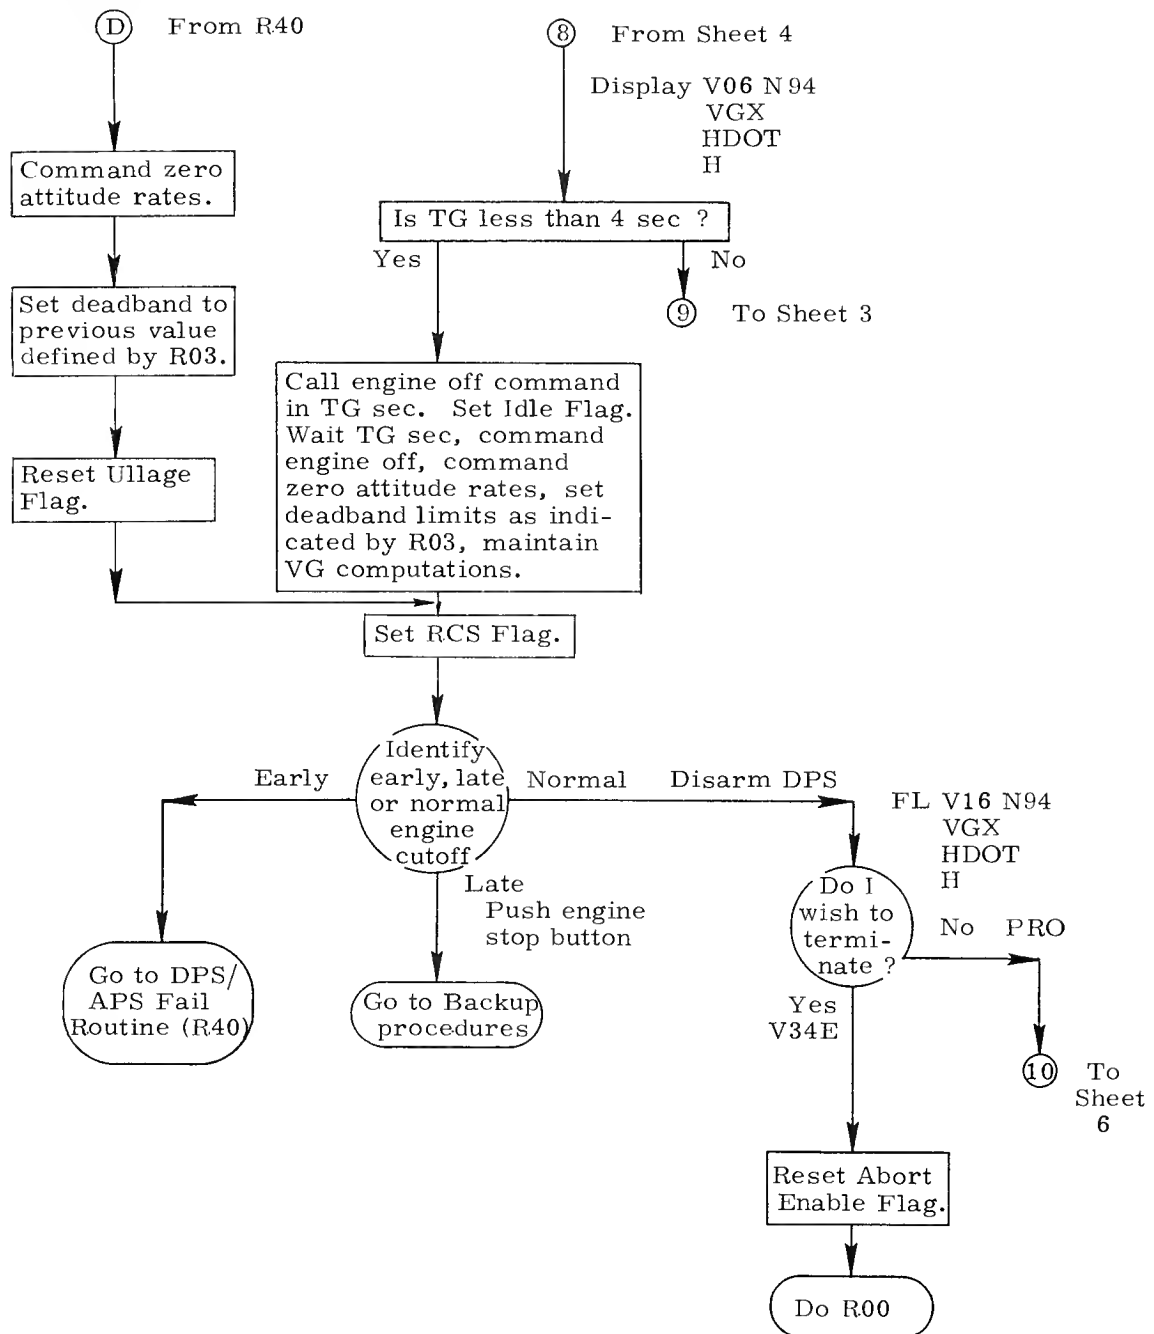 D From R40
8 From Sheet 4
Display V06 N94
VGX
HDOT
H
Command zero
attitude rates.
Is TG less than 4 sec ?
Yes
No
9 To Sheet 3
Set deadband to
previous value
defined by R03.
Call engine off command
in TG sec. Set Idle Flag.
Wait TG sec, command
engine off, command
zero attitude rates, set
deadband limits as indi-
cated by R03, maintain
VG computations.
Reset Ullage
Flag.
Set RCS Flag.
Identify
early, late
or normal
engine
cutoff
Early
Normal Disarm DPS
Late
Push engine
stop button
FL V16 N94
VGX
HDOT
H
Do I
wish to
termi-
nate ?
No PRO
Go to DPS/
APS Fail
Routine (R40)
Go to Backup
procedures
Yes
V34E
10 To
Sheet
6
Reset Abort
Enable Flag.
Do R00